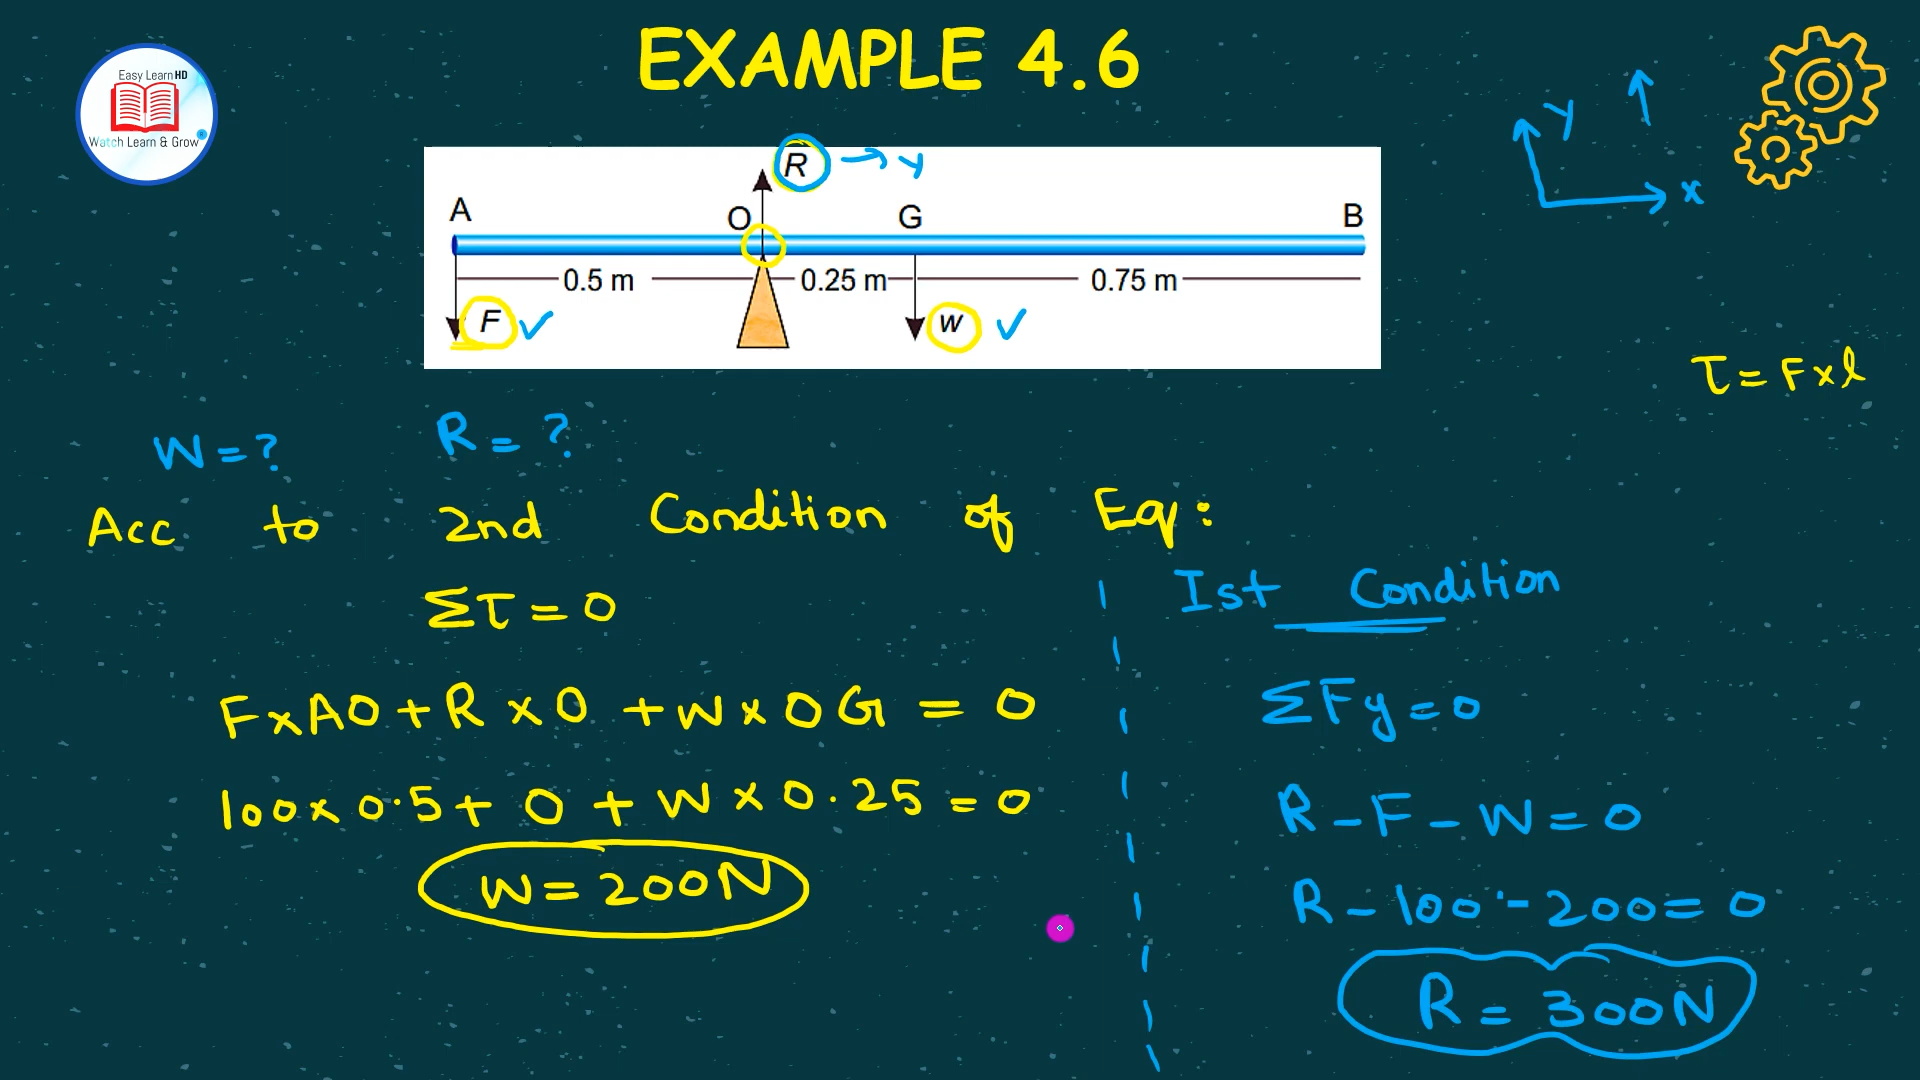 EXAMPLE 4.6
Easy Learn HD
Watch Learn & Grow
Y
x
R → y
A O G B
0.5 m 0.25 m 0.75 m
F ✓ w ✓
τ = F x l
W = ? R = ?
Acc to 2nd Condition of Eq:
Στ = 0
F x AO + R x O + W x OG = 0
100 x 0.5 + 0 + W x 0.25 = 0
W = 200N
Ist Condition
ΣFy = 0
R - F - W = 0
R - 100 - 200 = 0
R = 300N